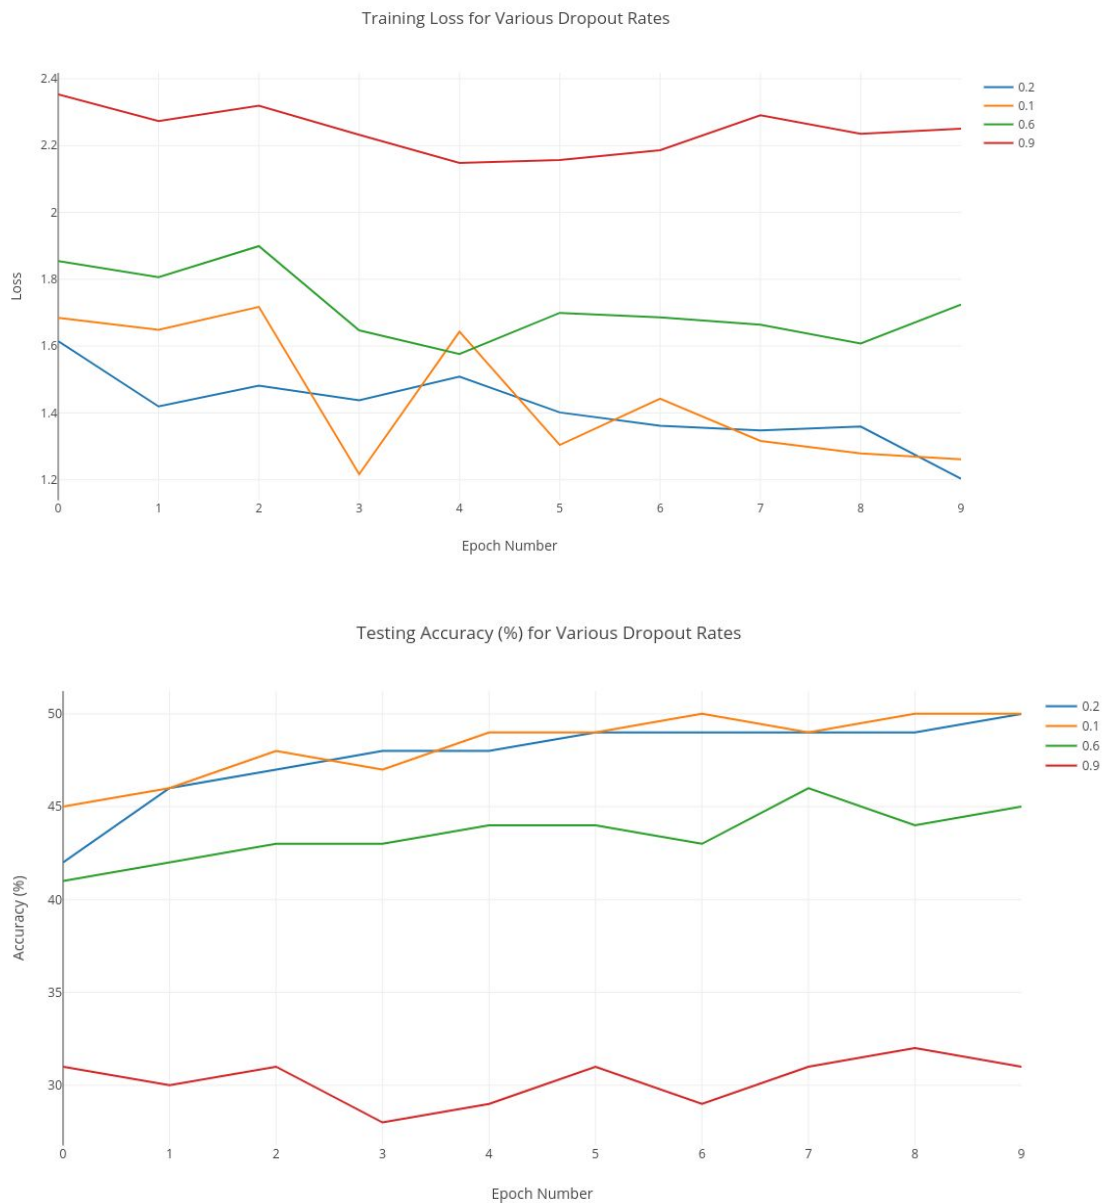 Training Loss for Various Dropout Rates
2.4
2.2
2
1.8
1.6
1.4
1.2
Loss
0 1 2 3 4 5 6 7 8 9
Epoch Number
0.2
0.1
0.6
0.9
Testing Accuracy (%) for Various Dropout Rates
50
45
40
35
30
Accuracy (%)
0 1 2 3 4 5 6 7 8 9
Epoch Number
0.2
0.1
0.6
0.9